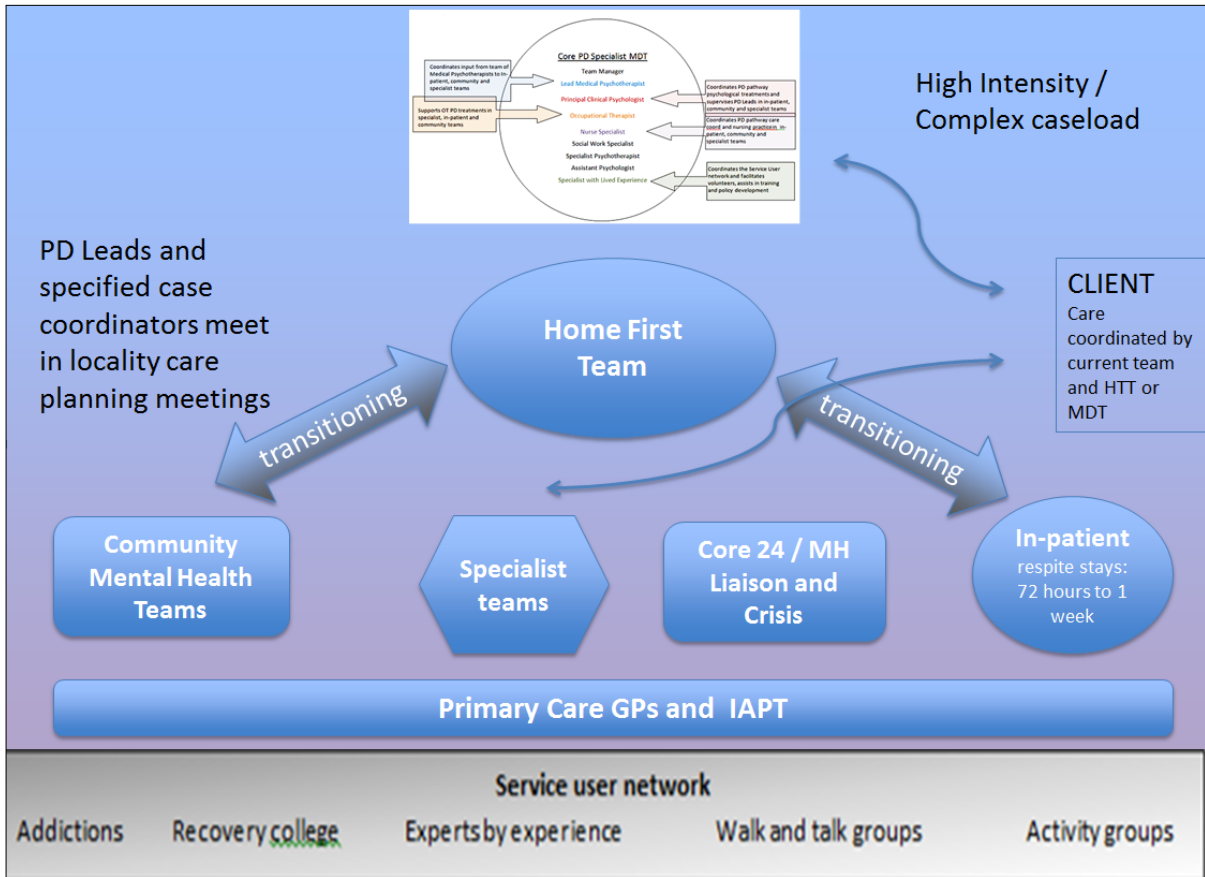 Core PD Specialist MDT
Team Manager
Lead Medical Psychotherapist
Principal Clinical Psychologist
Occupational Therapist
Nurse Specialist
Social Work Specialist
Specialist Psychotherapist
Assistant Psychologist
Specialist with Lived Experience
Coordinates input from team of
Medical Psychotherapists to in-
patient, community and
specialist teams
Supports OT PD treatments in
specialist, in-patient and
community teams
Coordinates PD pathway
psychological treatments and
supervises PD Leads in in-patient,
community and specialist teams
Coordinates PD pathway care
coord and nursing practice in in-
patient, community and
specialist teams
Coordinates the Service User
network and facilitates
volunteers, assists in training
and policy development
High Intensity /
Complex caseload
PD Leads and
specified case
coordinators meet
in locality care
planning meetings
Home First
Team
CLIENT
Care
coordinated by
current team
and HTT or
MDT
transitioning
transitioning
Community
Mental Health
Teams
Specialist
teams
Core 24 / MH
Liaison and
Crisis
In-patient
respite stays:
72 hours to 1
week
Primary Care GPs and IAPT
Service user network
Addictions Recovery college Experts by experience Walk and talk groups Activity groups